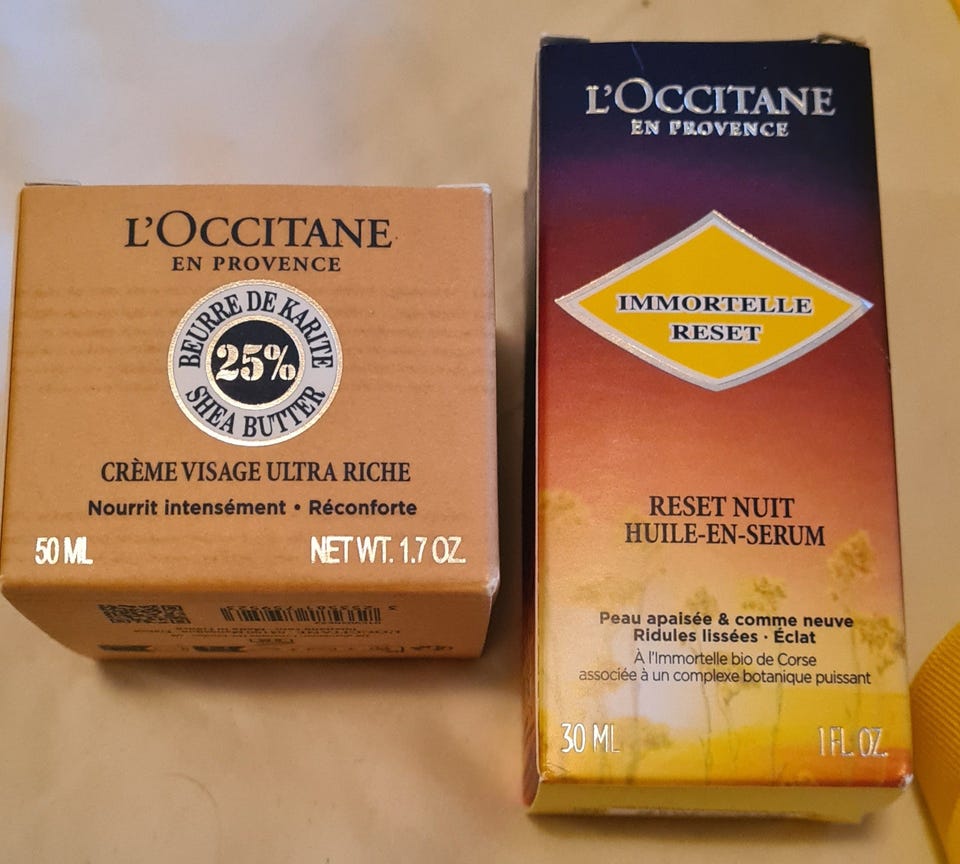 L'OCCITANE
EN PROVENCE
BEURRE DE KARITÉ
25%
SHEA BUTTER
CRÈME VISAGE ULTRA RICHE
Nourrit intensément • Réconforte
50 ML NET WT. 1.7 OZ.
L'OCCITANE
EN PROVENCE
IMMORTELLE
RESET
RESET NUIT
HUILE-EN-SERUM
Peau apaisée & comme neuve
Ridules lissées · Éclat
À l'Immortelle bio de Corse
associée à un complexe botanique puissant
30 ML 1 FL. OZ.